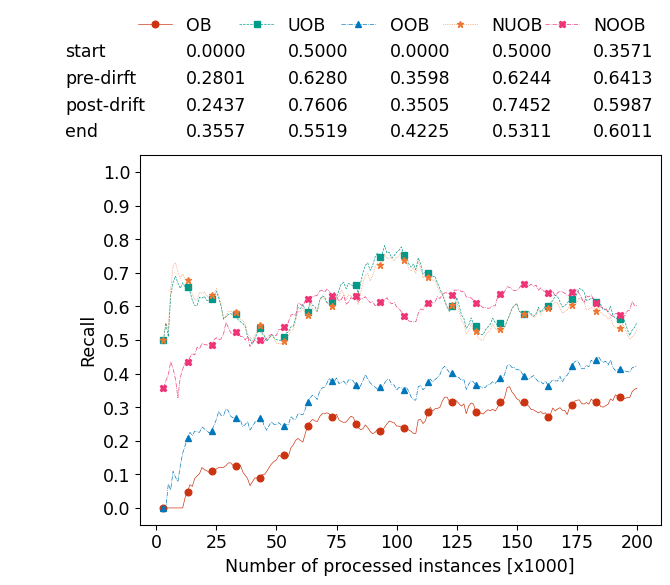 OB UOB OOB NUOB NOOB
start 0.0000 0.5000 0.0000 0.5000 0.3571
pre-dirft 0.2801 0.6280 0.3598 0.6244 0.6413
post-drift 0.2437 0.7606 0.3505 0.7452 0.5987
end 0.3557 0.5519 0.4225 0.5311 0.6011
1.0
0.9
0.8
0.7
0.6
0.5
0.4
0.3
0.2
0.1
0.0
Recall
0 25 50 75 100 125 150 175 200
Number of processed instances [x1000]